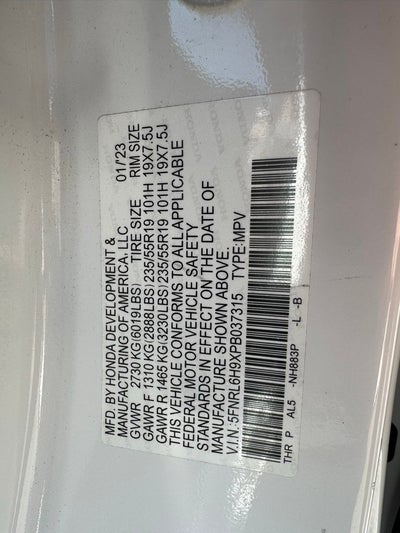 MFD. BY HONDA DEVELOPMENT &
MANUFACTURING OF AMERICA, LLC 01/'23
GVWR 2730 KG(6019LBS) TIRE SIZE RIM SIZE
GAWR F 1310 KG(2888LBS) 235/55R19 101H 19X7.5J
GAWR R 1465 KG(3230LBS) 235/55R19 101H 19X7.5J
THIS VEHICLE CONFORMS TO ALL APPLICABLE
FEDERAL MOTOR VEHICLE SAFETY
STANDARDS IN EFFECT ON THE DATE OF
MANUFACTURE SHOWN ABOVE.
V.I.N.:5FNRL6H9XPB037315 TYPE:MPV
THR P AL5 -NH883P -L -B